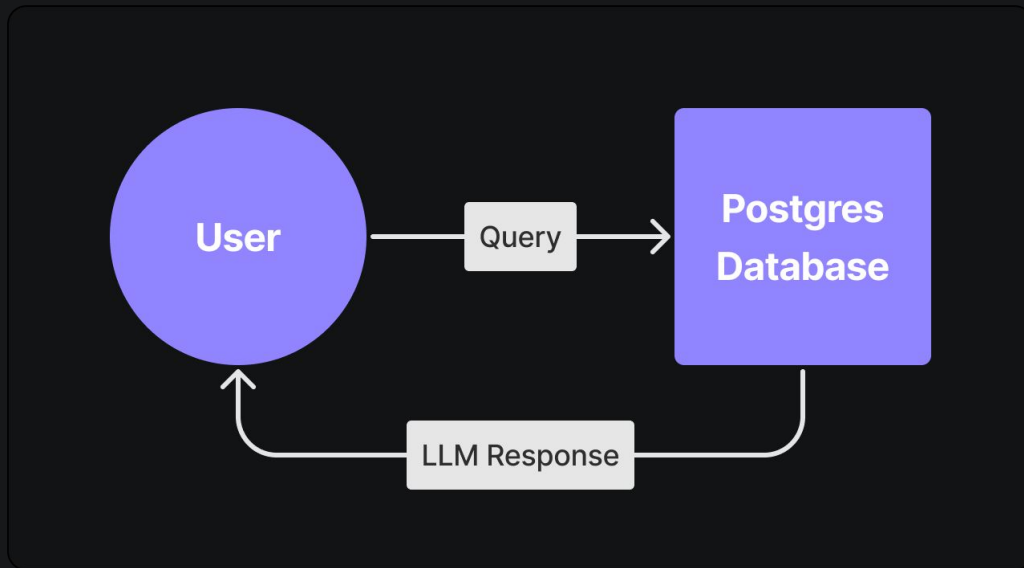 User
Query
Postgres
Database
LLM Response